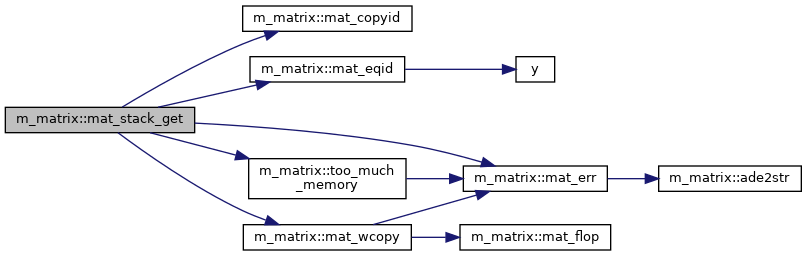 m_matrix::mat_copyid
m_matrix::mat_eqid
y
m_matrix::mat_stack_get
m_matrix::too_much
_memory
m_matrix::mat_err
m_matrix::ade2str
m_matrix::mat_wcopy
m_matrix::mat_flop